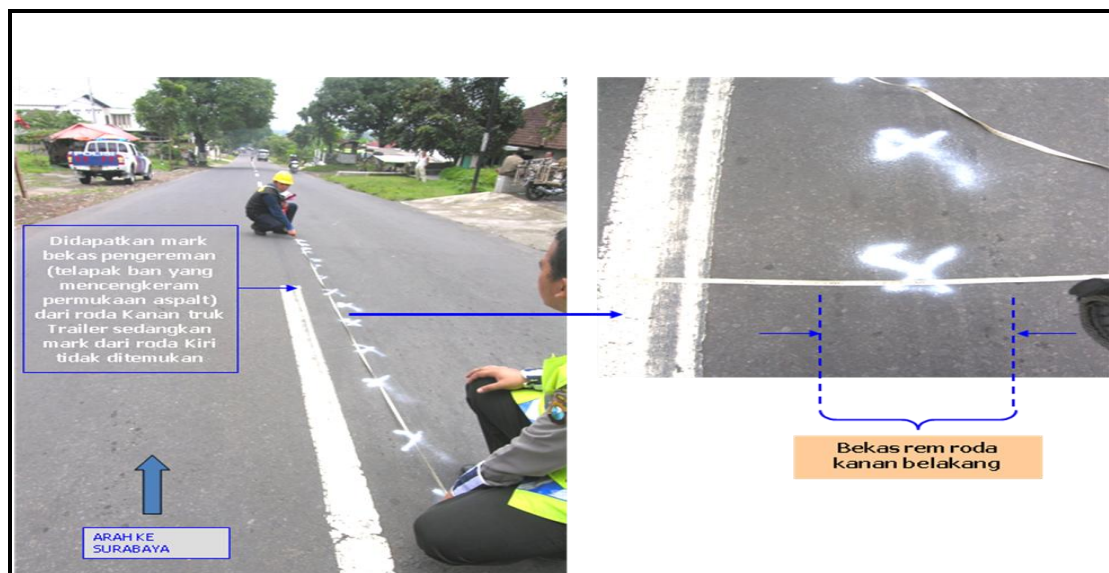 Didapatkan mark
bekas pengereman
(telapak ban yang
mencengkeram
permukaan aspalt)
dari roda Kanan truk
Trailer sedangkan
mark dari roda Kiri
tidak ditemukan
ARAH KE
SURABAYA
Bekas rem roda
kanan belakang